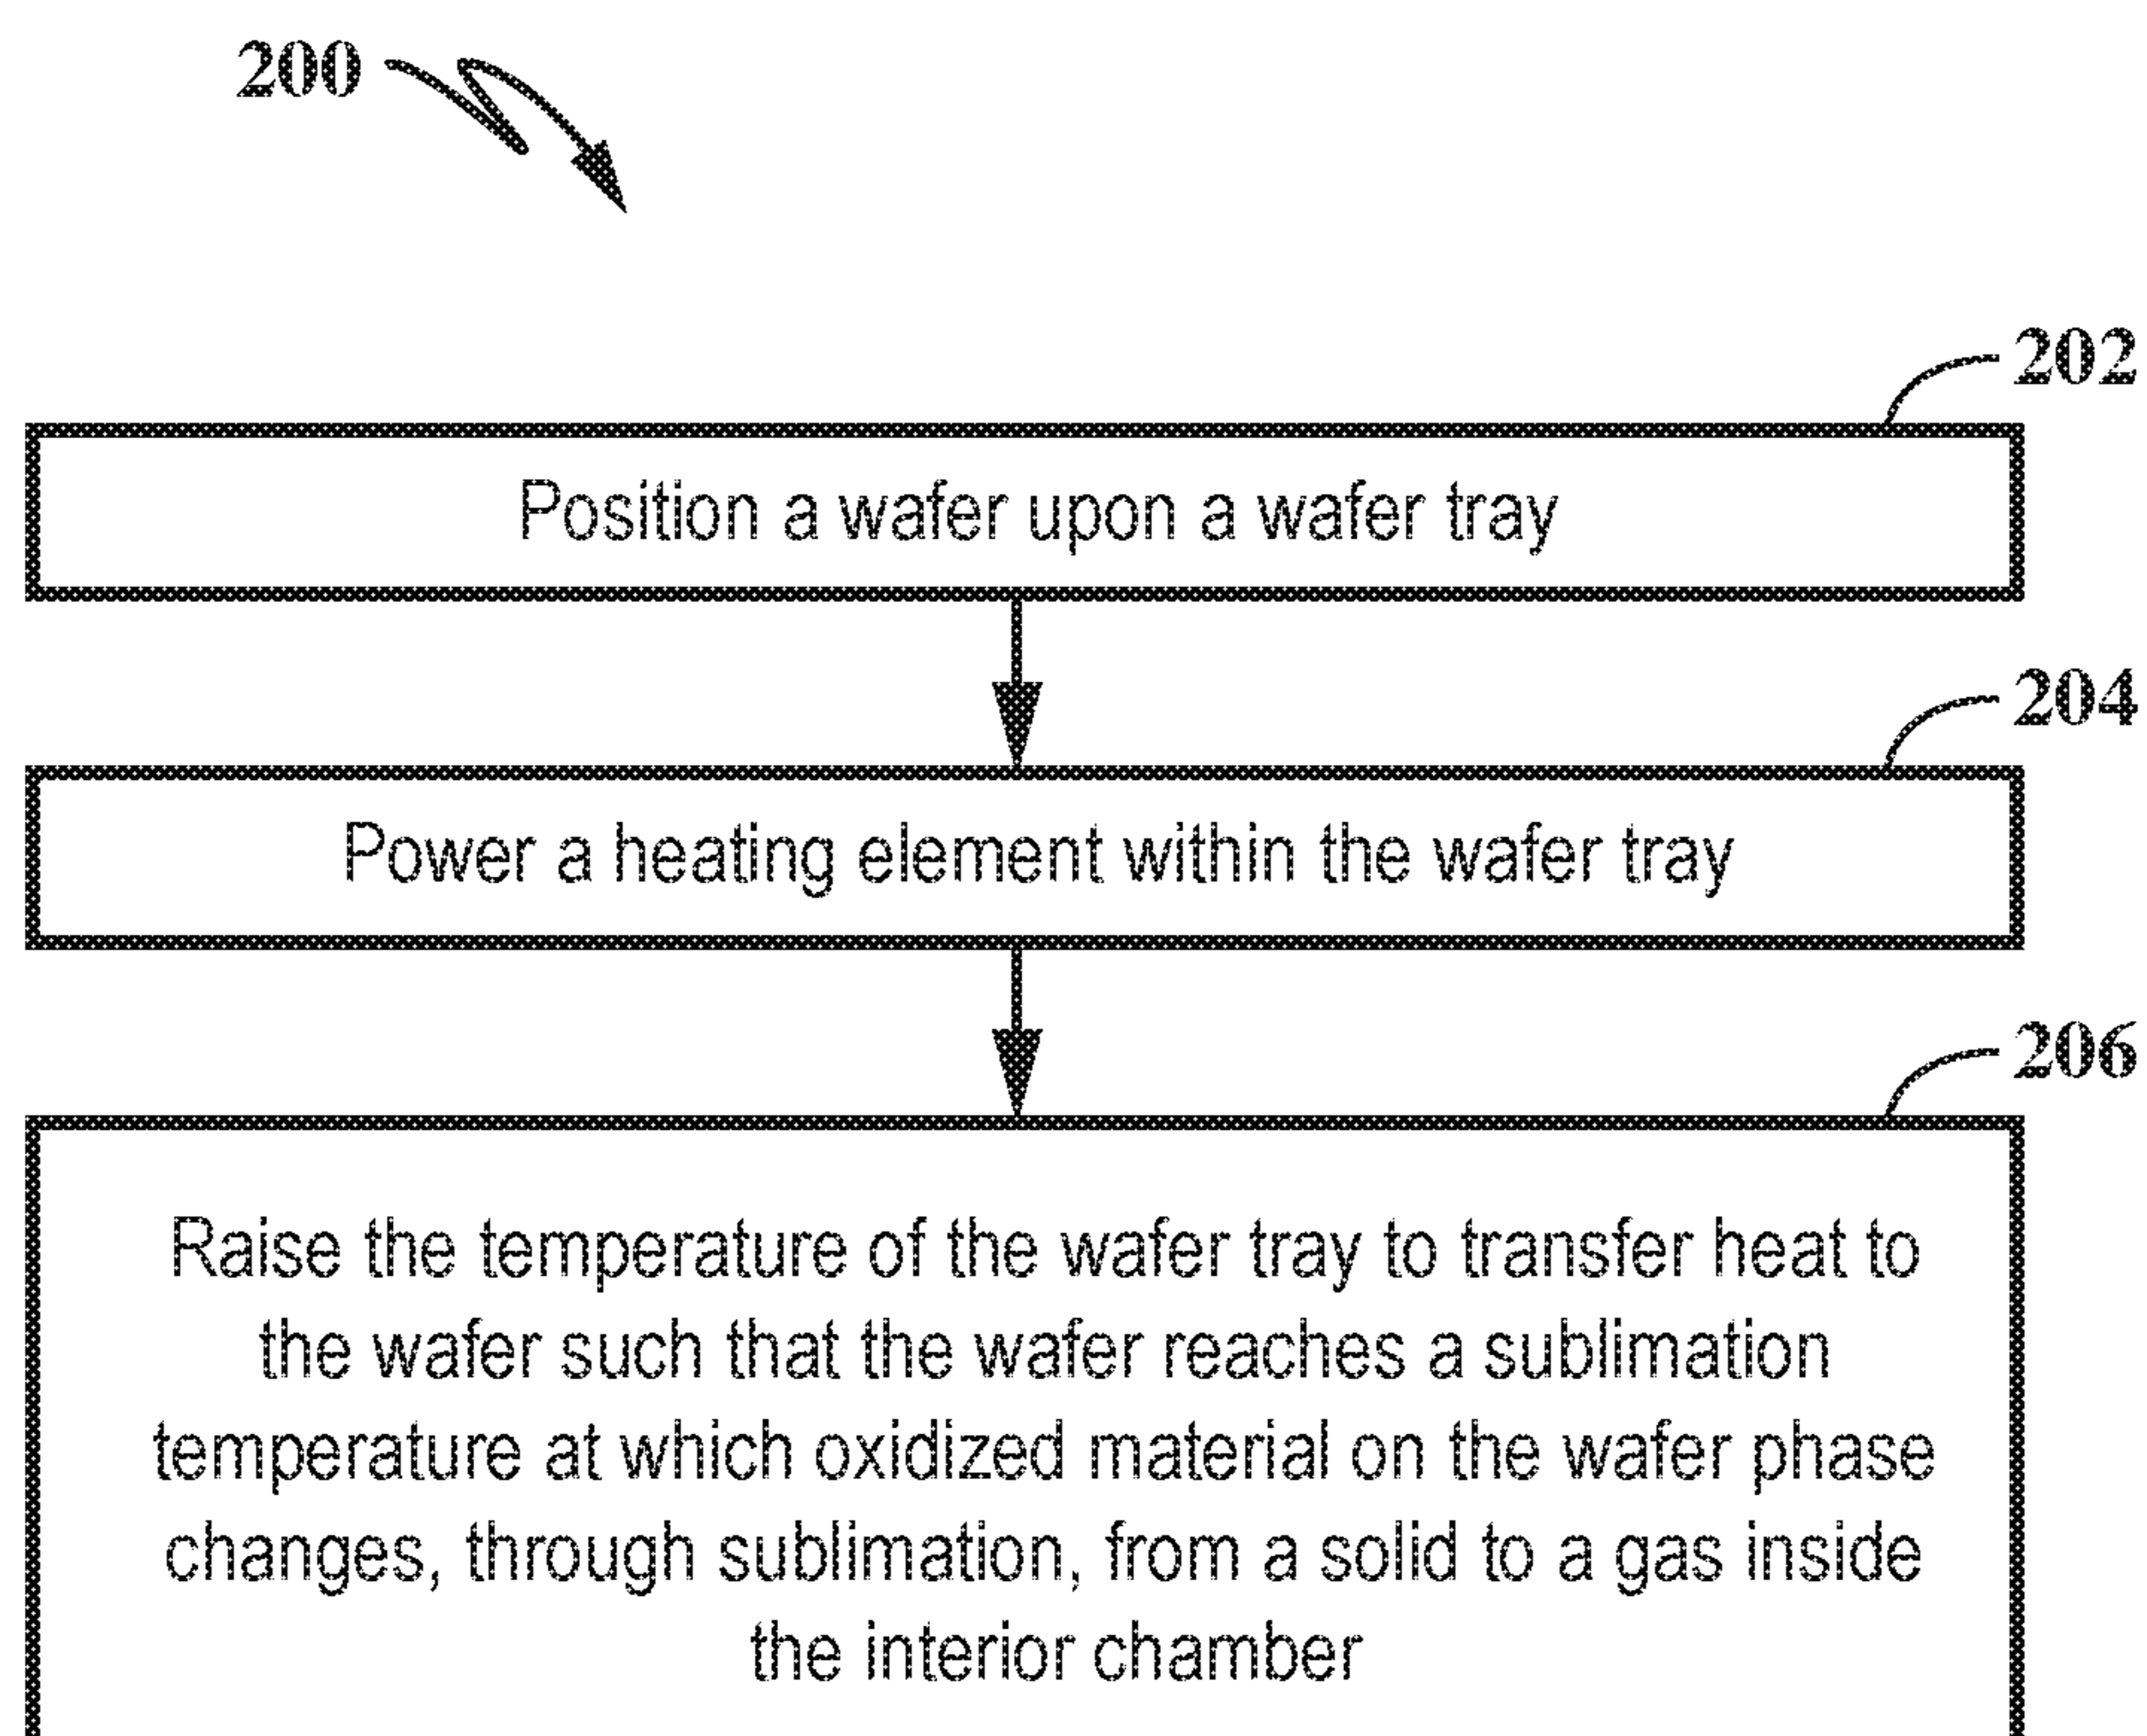 200
202
Position a wafer upon a wafer tray
204
Power a heating element within the wafer tray
206
Raise the temperature of the wafer tray to transfer heat to
the wafer such that the wafer reaches a sublimation
temperature at which oxidized material on the wafer phase
changes, through sublimation, from a solid to a gas inside
the interior chamber